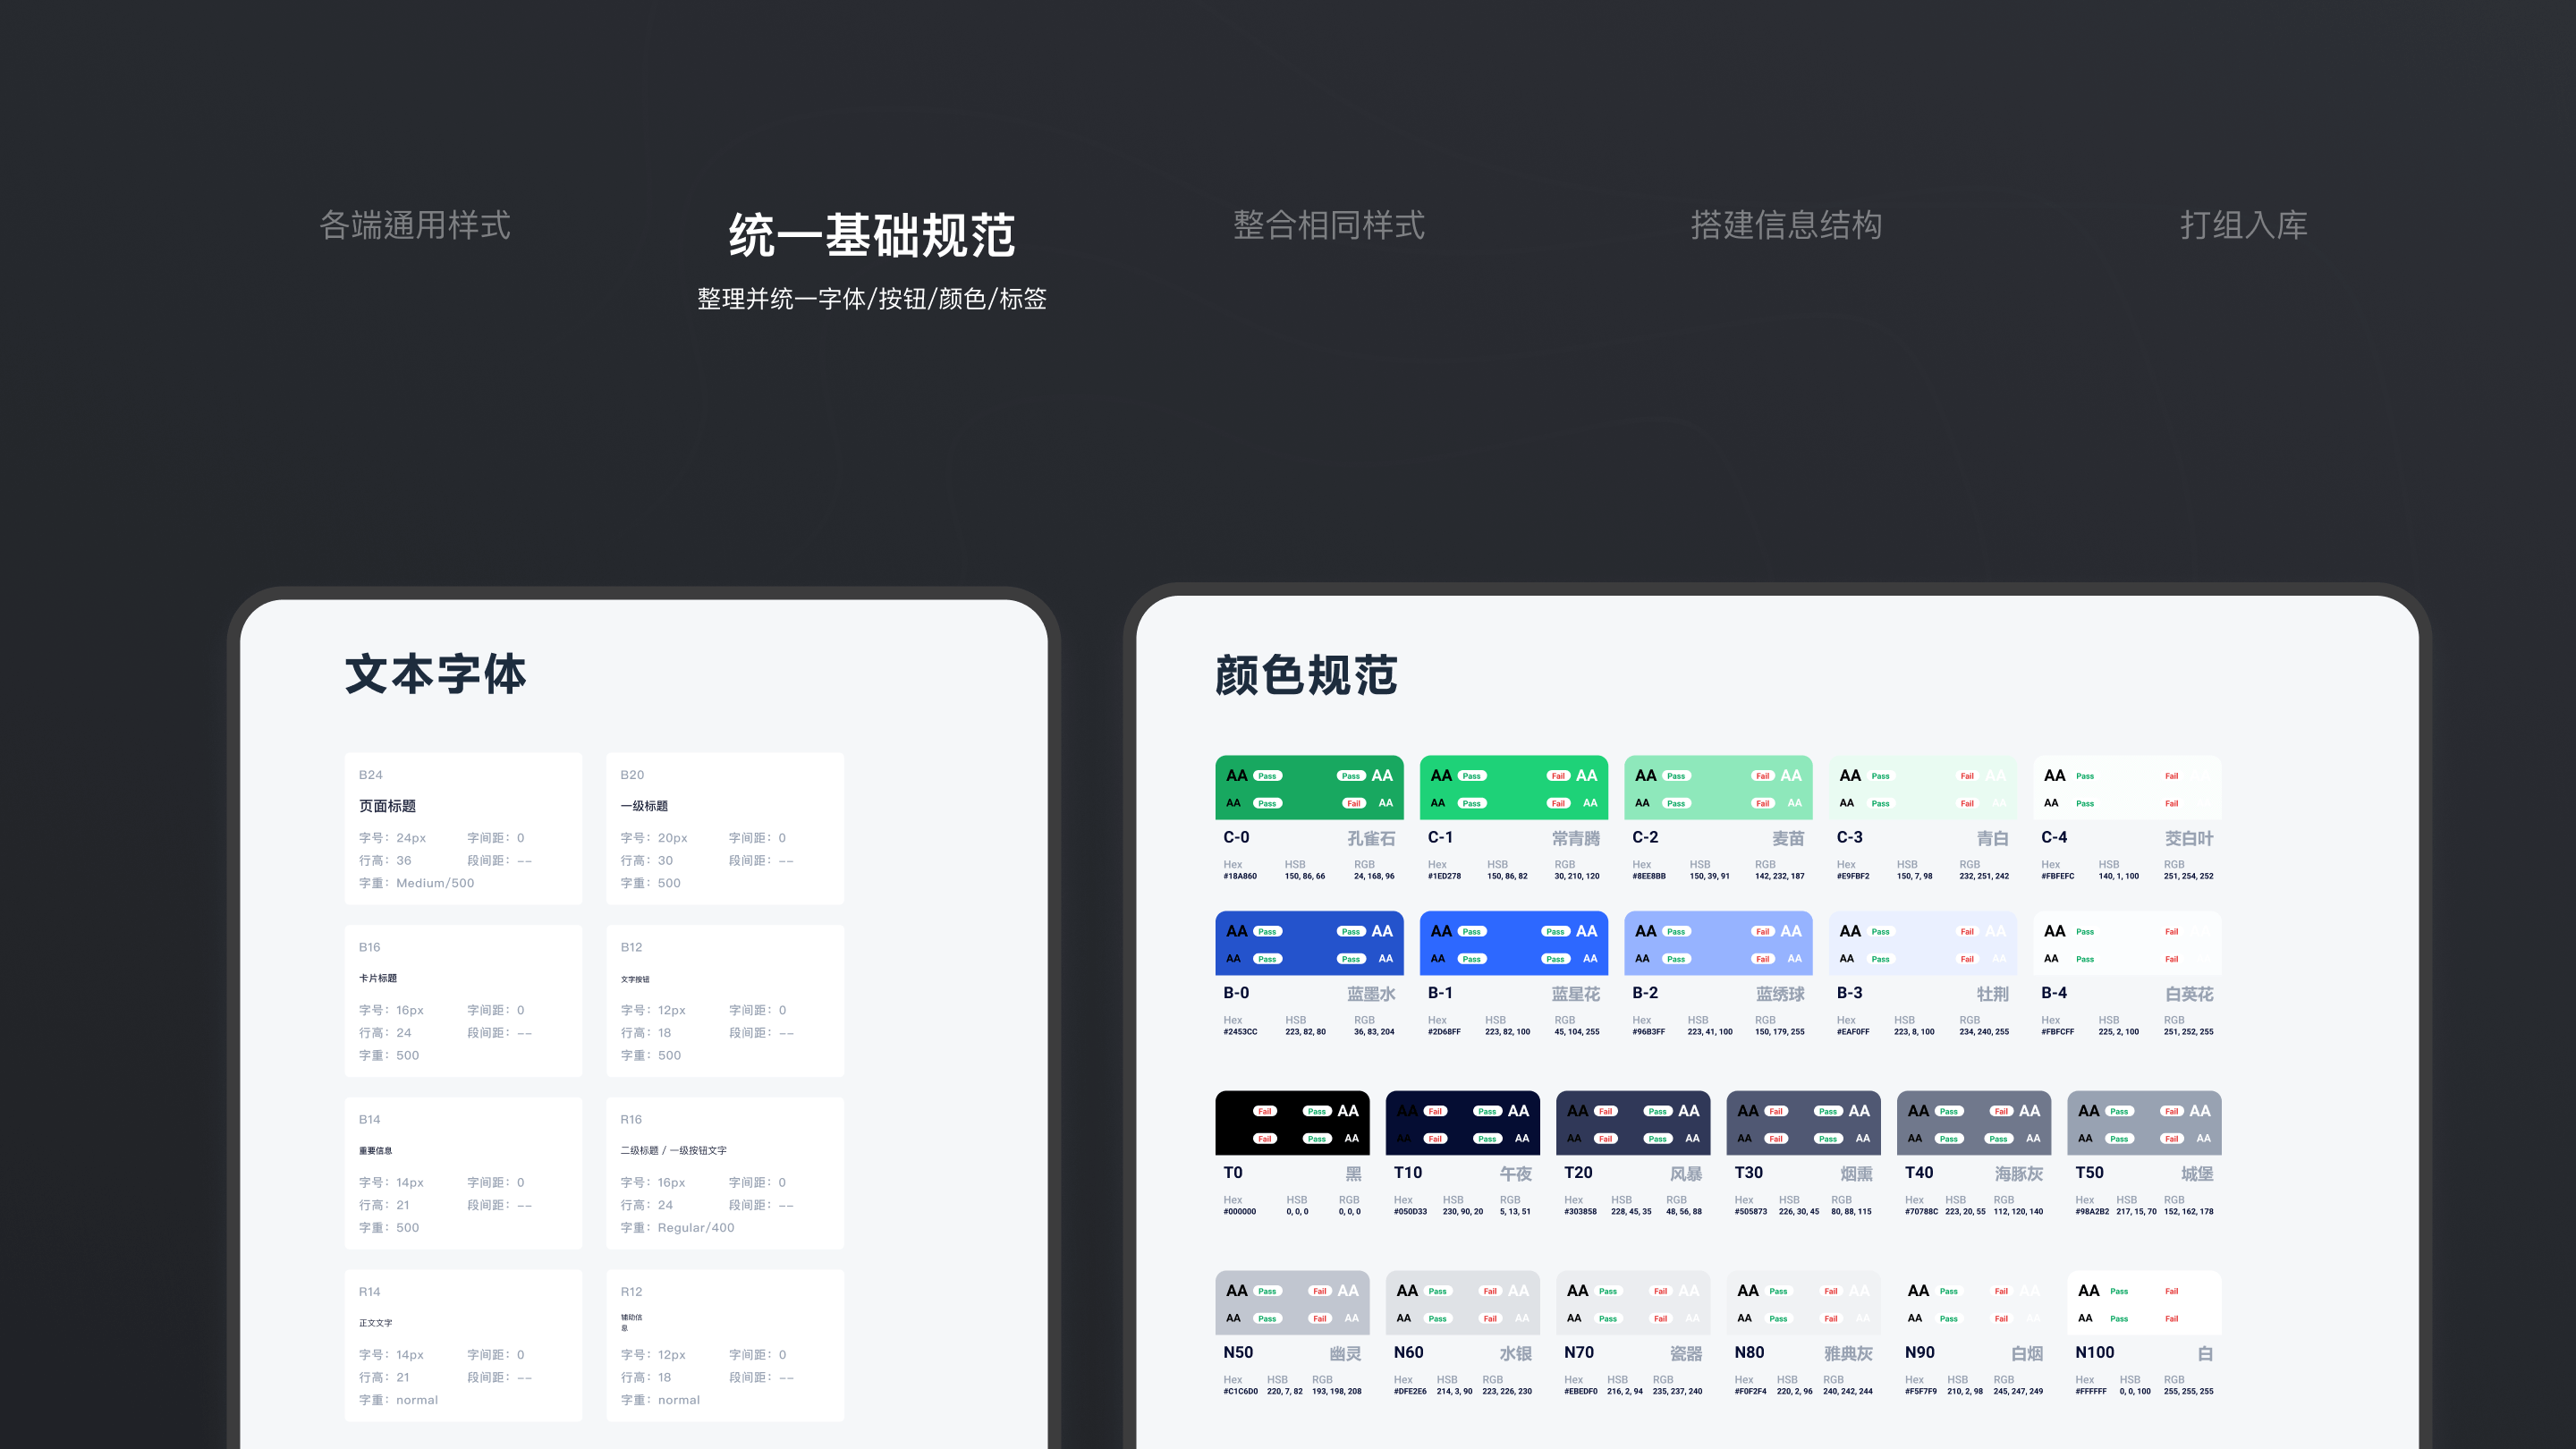 各端通用样式
统一基础规范
整理并统一字体/按钮/颜色/标签
整合相同样式
搭建信息结构
打组入库
文本字体
B24
页面标题
字号：24px 字间距：0
行高：36 段间距：--
字重：Medium/500
B20
一级标题
字号：20px 字间距：0
行高：30 段间距：--
字重：500
B16
卡片标题
字号：16px 字间距：0
行高：24 段间距：--
字重：500
B12
文字按钮
字号：12px 字间距：0
行高：18 段间距：--
字重：500
B14
重要信息
字号：14px 字间距：0
行高：21 段间距：--
字重：500
R16
二级标题 / 一级按钮文字
字号：16px 字间距：0
行高：24 段间距：--
字重：Regular/400
R14
正文文字
字号：14px 字间距：0
行高：21 段间距：--
字重：normal
R12
辅助信
息
字号：12px 字间距：0
行高：18 段间距：--
字重：normal
颜色规范
AA Pass Pass AA
AA Pass Fail AA
C-0 孔雀石
Hex HSB RGB
#18A860 150, 86, 66 24, 168, 96
AA Pass Fail AA
AA Pass Fail AA
C-1 常青腾
Hex HSB RGB
#1ED278 150, 86, 82 30, 210, 120
AA Pass Fail AA
AA Pass Fail AA
C-2 麦苗
Hex HSB RGB
#8EE8BB 150, 39, 91 142, 232, 187
AA Pass Fail AA
AA Pass Fail AA
C-3 青白
Hex HSB RGB
#E9FBF2 150, 7, 98 232, 251, 242
AA Pass Fail
AA Pass Fail
C-4 茭白叶
Hex HSB RGB
#FBFEFC 140, 1, 100 251, 254, 252
AA Pass Pass AA
AA Pass Pass AA
B-0 蓝墨水
Hex HSB RGB
#2453CC 223, 82, 80 36, 83, 204
AA Pass Pass AA
AA Pass Pass AA
B-1 蓝星花
Hex HSB RGB
#2D68FF 223, 82, 100 45, 104, 255
AA Pass Fail AA
AA Pass Fail AA
B-2 蓝绣球
Hex HSB RGB
#96B3FF 223, 41, 100 150, 179, 255
AA Pass Fail AA
AA Pass Fail AA
B-3 牡荆
Hex HSB RGB
#EAF0FF 223, 8, 100 234, 240, 255
AA Pass Fail
AA Pass Fail
B-4 白英花
Hex HSB RGB
#FBFCFF 225, 2, 100 251, 252, 255
Fail Pass AA
Fail Pass AA
T0 黑
Hex HSB RGB
#000000 0, 0, 0 0, 0, 0
AA Fail Pass AA
AA Fail Pass AA
T10 午夜
Hex HSB RGB
#050D33 230, 90, 20 5, 13, 51
AA Fail Pass AA
AA Fail Pass AA
T20 风暴
Hex HSB RGB
#303858 228, 45, 35 48, 56, 88
AA Fail Pass AA
AA Fail Pass AA
T30 烟熏
Hex HSB RGB
#505873 226, 30, 45 80, 88, 115
AA Pass Fail AA
AA Pass Pass AA
T40 海豚灰
Hex HSB RGB
#70788C 223, 20, 55 112, 120, 140
AA Pass Fail AA
AA Pass Fail AA
T50 城堡
Hex HSB RGB
#98A2B2 217, 15, 70 152, 162, 178
AA Pass Fail AA
AA Pass Fail AA
N50 幽灵
Hex HSB RGB
#C1C6D0 220, 7, 82 193, 198, 208
AA Pass Fail AA
AA Pass Fail AA
N60 水银
Hex HSB RGB
#DFE2E6 214, 3, 90 223, 226, 230
AA Pass Fail AA
AA Pass Fail AA
N70 瓷器
Hex HSB RGB
#EBEDF0 216, 2, 94 235, 237, 240
AA Pass Fail AA
AA Pass Fail AA
N80 雅典灰
Hex HSB RGB
#F0F2F4 220, 2, 96 240, 242, 244
AA Pass Fail AA
AA Pass Fail AA
N90 白烟
Hex HSB RGB
#F5F7F9 210, 2, 98 245, 247, 249
AA Pass Fail
AA Pass Fail
N100 白
Hex HSB RGB
#FFFFFF 0, 0, 100 255, 255, 255